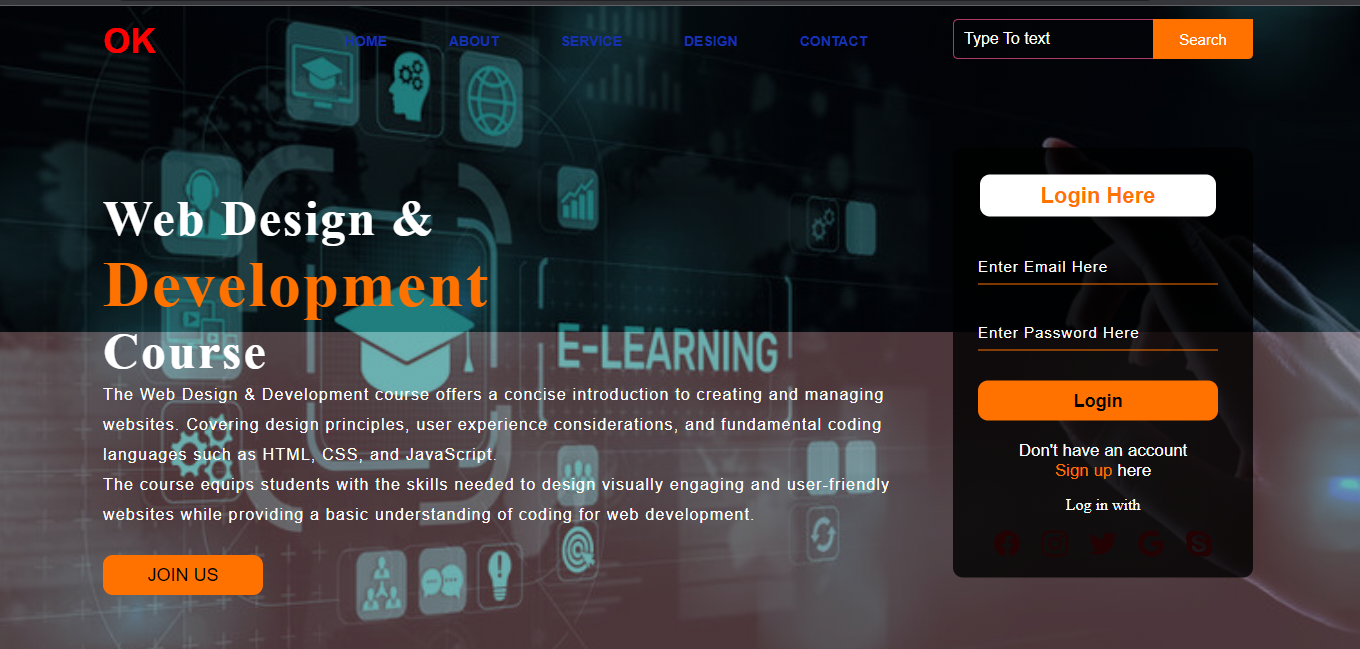 OK
HOME ABOUT SERVICE DESIGN CONTACT
Type To text Search
Web Design &
Development
Course
E-LEARNING
The Web Design & Development course offers a concise introduction to creating and managing
websites. Covering design principles, user experience considerations, and fundamental coding
languages such as HTML, CSS, and JavaScript.
The course equips students with the skills needed to design visually engaging and user-friendly
websites while providing a basic understanding of coding for web development.
JOIN US
Login Here
Enter Email Here
Enter Password Here
Login
Don't have an account
Sign up here
Log in with